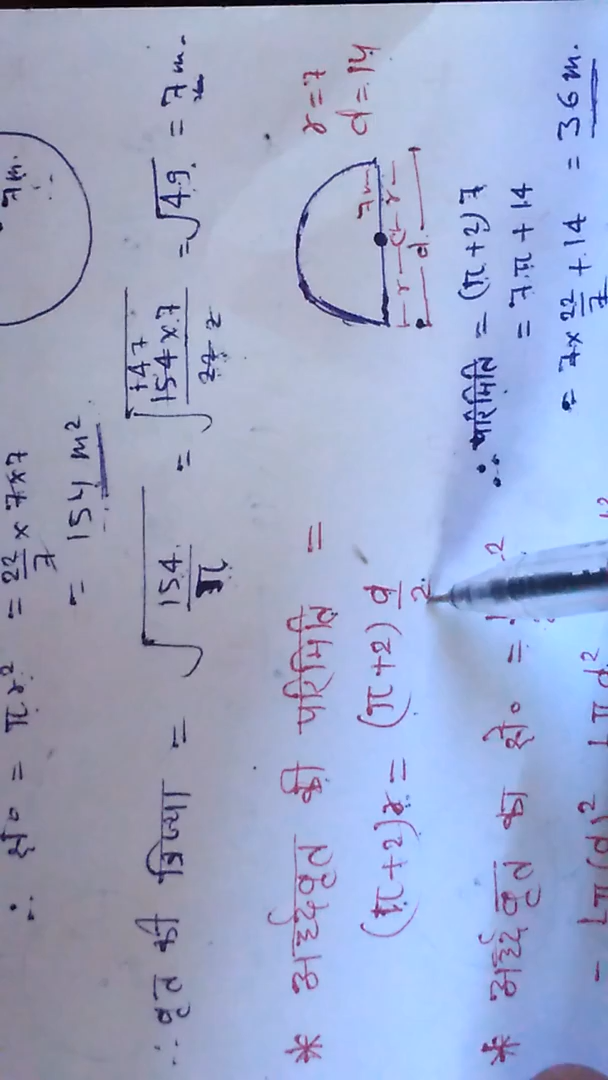 7m.
∴ क्षे० = πr² = 22/7 × 7×7
= 154 m²
∴ वृत की त्रिज्या = √(154/π) = √(154×7/22) = √49 = 7 m.
* अर्द्धवृत की परिमिति =
(π+2)r = (π+2) d/2
r=7
d=14
7m
r r
d
∴ परिमिति = (π+2)7
= 7π + 14
= 7× 22/7 + 14 = 36 m.
* अर्द्धवृत का क्षे० =